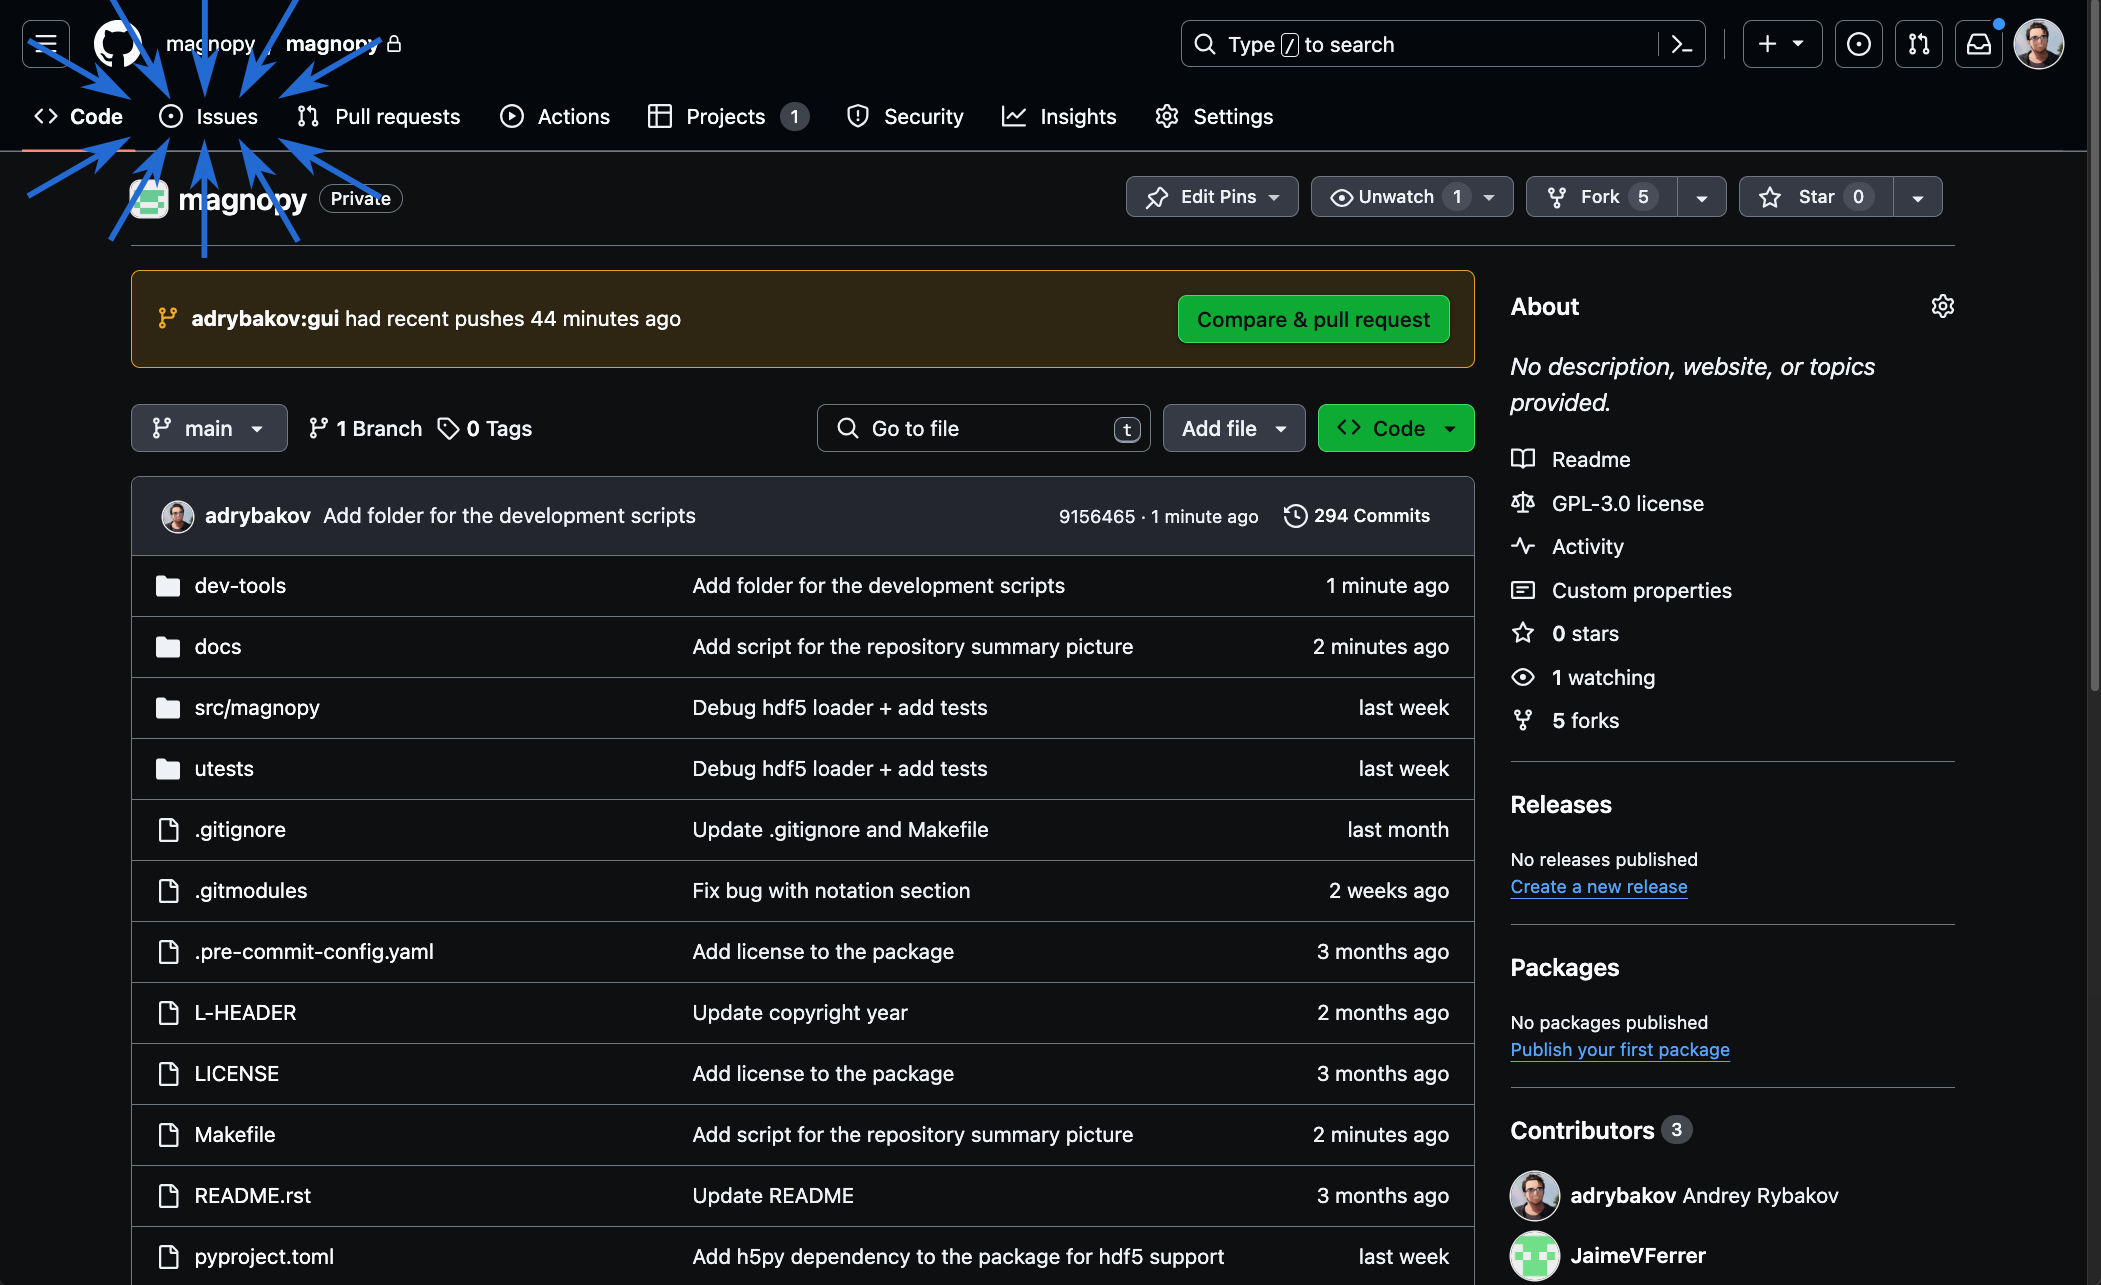 magnopy / magnopy
Type / to search
Code Issues Pull requests Actions Projects 1 Security Insights Settings
magnopy Private
Edit Pins Unwatch 1 Fork 5 Star 0
adrybakov:gui had recent pushes 44 minutes ago
Compare & pull request
main 1 Branch 0 Tags
Go to file t Add file Code
adrybakov Add folder for the development scripts 9156465 · 1 minute ago 294 Commits
dev-tools Add folder for the development scripts 1 minute ago
docs Add script for the repository summary picture 2 minutes ago
src/magnopy Debug hdf5 loader + add tests last week
utests Debug hdf5 loader + add tests last week
.gitignore Update .gitignore and Makefile last month
.gitmodules Fix bug with notation section 2 weeks ago
.pre-commit-config.yaml Add license to the package 3 months ago
L-HEADER Update copyright year 2 months ago
LICENSE Add license to the package 3 months ago
Makefile Add script for the repository summary picture 2 minutes ago
README.rst Update README 3 months ago
pyproject.toml Add h5py dependency to the package for hdf5 support last week
About
No description, website, or topics
provided.
Readme
GPL-3.0 license
Activity
Custom properties
0 stars
1 watching
5 forks
Releases
No releases published
Create a new release
Packages
No packages published
Publish your first package
Contributors 3
adrybakov Andrey Rybakov
JaimeVFerrer